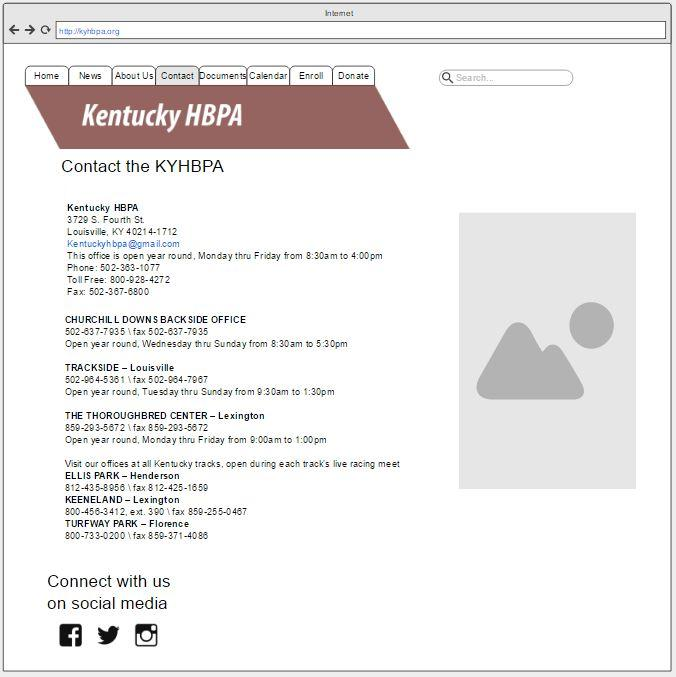 Internet
http://kyhbpa.org
Home News About Us Contact Documents Calendar Enroll Donate
Search...
Kentucky HBPA
Contact the KYHBPA
Kentucky HBPA
3729 S. Fourth St.
Louisville, KY 40214-1712
Kentuckyhbpa@gmail.com
This office is open year round, Monday thru Friday from 8:30am to 4:00pm
Phone: 502-363-1077
Toll Free: 800-928-4272
Fax: 502-367-6800
CHURCHILL DOWNS BACKSIDE OFFICE
502-637-7935 \ fax 502-637-7935
Open year round, Wednesday thru Sunday from 8:30am to 5:30pm
TRACKSIDE – Louisville
502-964-5361 \ fax 502-964-7967
Open year round, Tuesday thru Sunday from 9:30am to 1:30pm
THE THOROUGHBRED CENTER – Lexington
859-293-5672 \ fax 859-293-5672
Open year round, Monday thru Friday from 9:00am to 1:00pm
Visit our offices at all Kentucky tracks, open during each track's live racing meet
ELLIS PARK – Henderson
812-435-8956 \ fax 812-425-1659
KEENELAND – Lexington
800-456-3412, ext. 390 \ fax 859-255-0467
TURFWAY PARK – Florence
800-733-0200 \ fax 859-371-4086
Connect with us
on social media